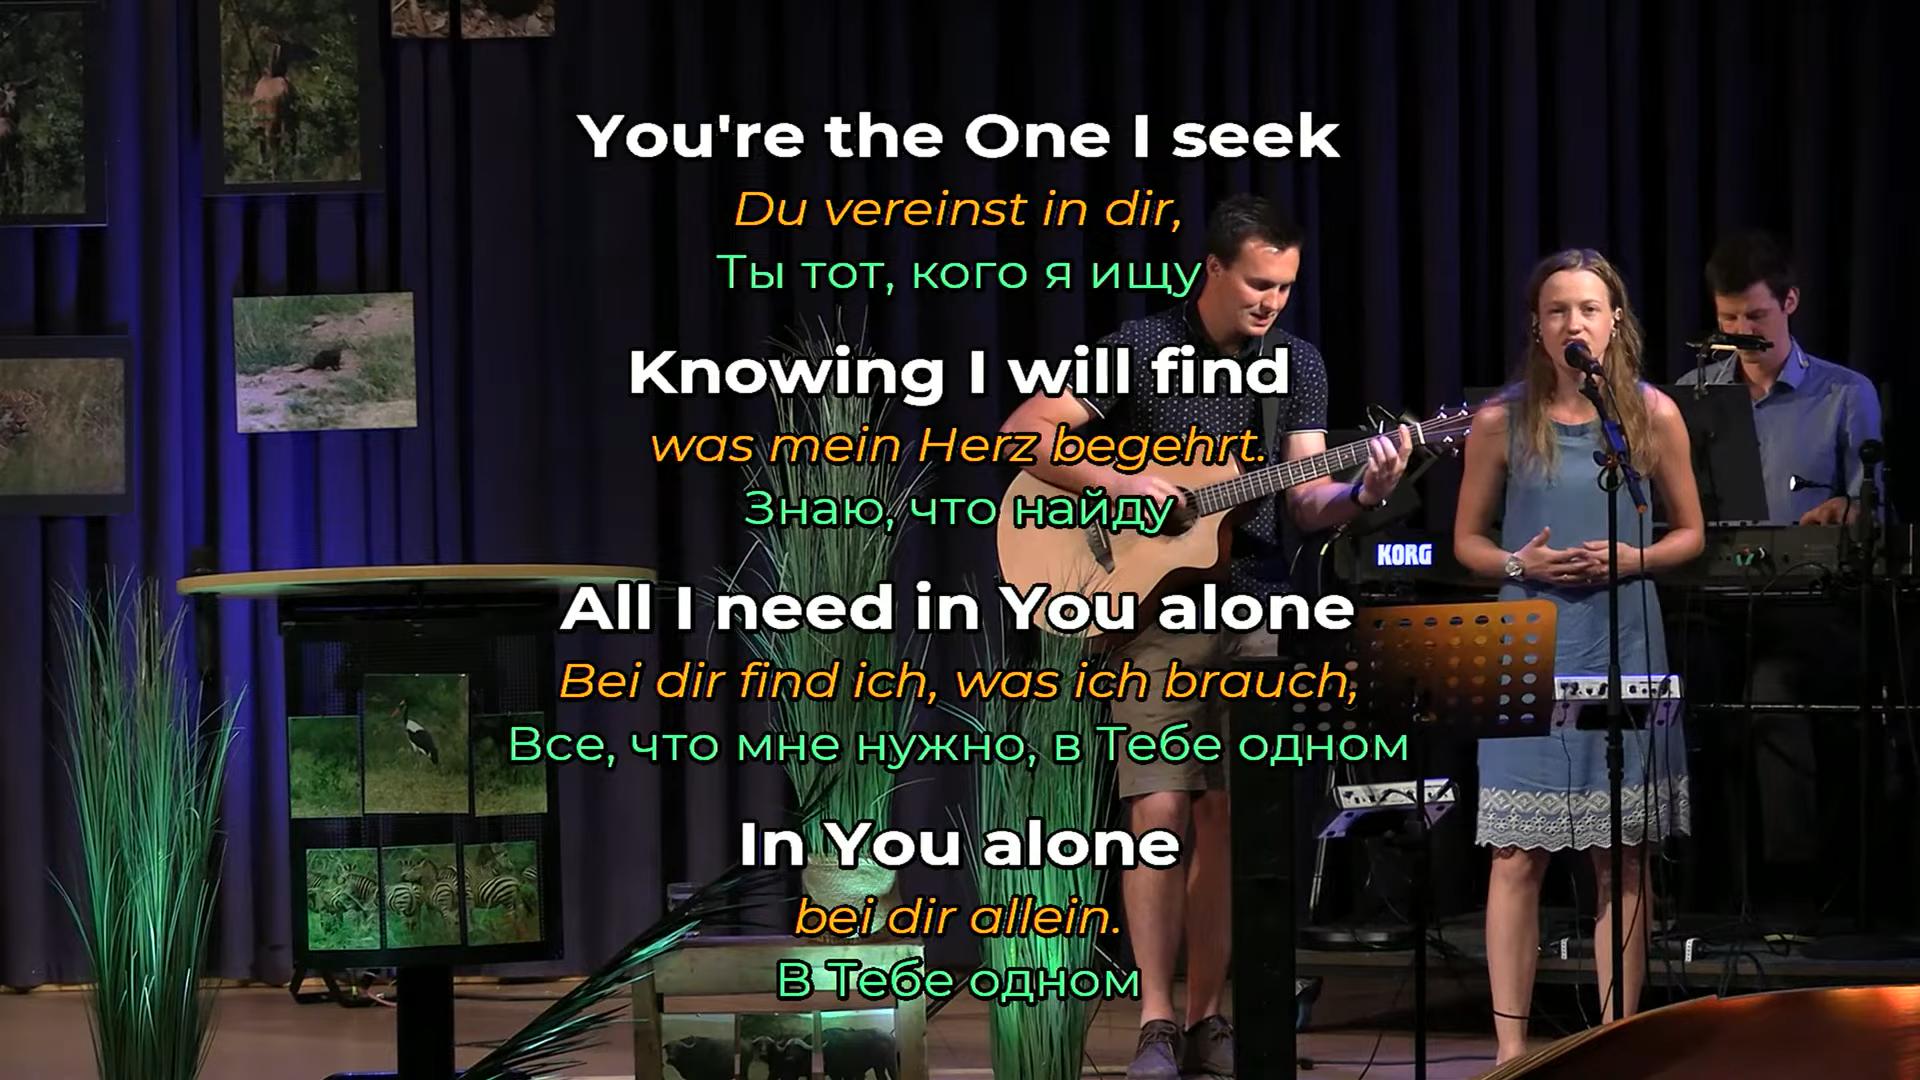 You're the One I seek
Du vereinst in dir,
Ты тот, кого я ищу
Knowing I will find
was mein Herz begehrt.
Знаю, что найду
KORG
All I need in You alone
Bei dir find ich, was ich brauch,
Все, что мне нужно, в Тебе одном
In You alone
bei dir allein.
В Тебе одном